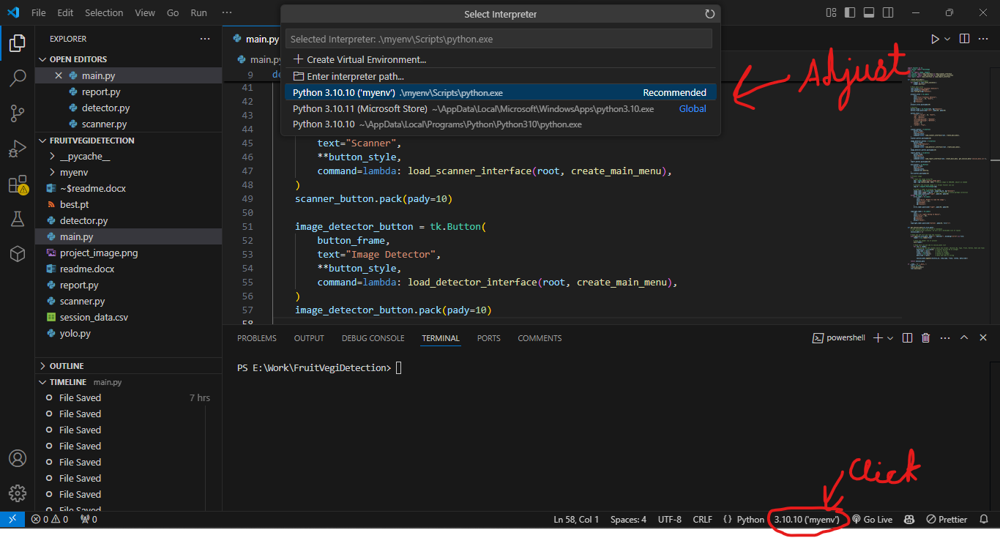 File Edit Selection View Go Run ···
Select Interpreter
Selected Interpreter: .\myenv\Scripts\python.exe
+ Create Virtual Environment...
Enter interpreter path...
Python 3.10.10 ('myenv') .\myenv\Scripts\python.exe Recommended
Python 3.10.11 (Microsoft Store) ~\AppData\Local\Microsoft\WindowsApps\python3.10.exe Global
Python 3.10.10 ~\AppData\Local\Programs\Python\Python310\python.exe
Adjust
EXPLORER ···
OPEN EDITORS
main.py
report.py
detector.py
scanner.py
FRUITVEGIDETECTION
__pycache__
myenv
~$readme.docx
best.pt
detector.py
main.py
project_image.png
readme.docx
report.py
scanner.py
session_data.csv
yolo.py
OUTLINE
TIMELINE main.py
File Saved 7 hrs
File Saved
File Saved
File Saved
File Saved
File Saved
File Saved
File Saved
main.py
main.py
9 de
41
42
43
44
45 text="Scanner",
46 **button_style,
47 command=lambda: load_scanner_interface(root, create_main_menu),
48 )
49 scanner_button.pack(pady=10)
50
51 image_detector_button = tk.Button(
52 button_frame,
53 text="Image Detector",
54 **button_style,
55 command=lambda: load_detector_interface(root, create_main_menu),
56 )
57 image_detector_button.pack(pady=10)
58
PROBLEMS OUTPUT DEBUG CONSOLE TERMINAL PORTS COMMENTS
powershell
PS E:\Work\FruitVegiDetection>
Click
0 0 0
Ln 58, Col 1 Spaces: 4 UTF-8 CRLF {} Python 3.10.10 ('myenv') Go Live Prettier